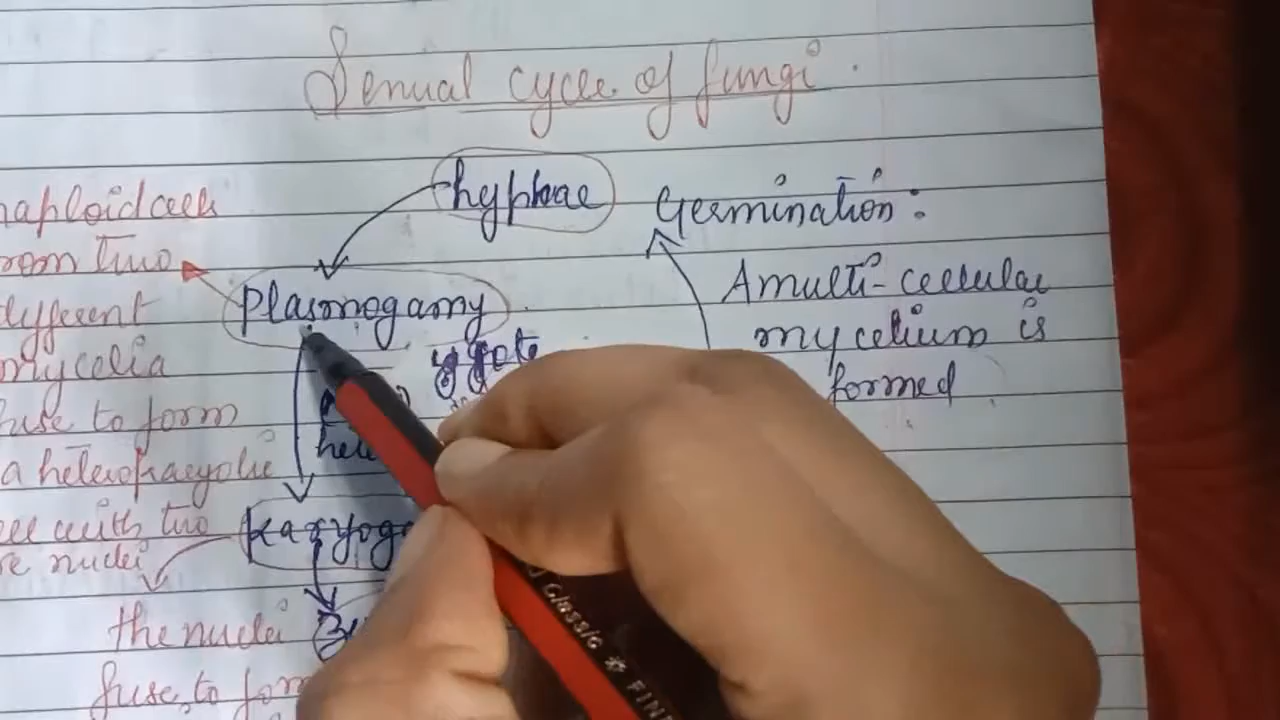 Sexual cycle of fungi.
hyphae
Germination:
haploid cells
from two
different
mycelia
fuse to form
a heterokaryotic
cell with two
nuclei
Plasmogamy
A multi-cellular
mycelium is
formed
the nuclei
fuse to form
Classic